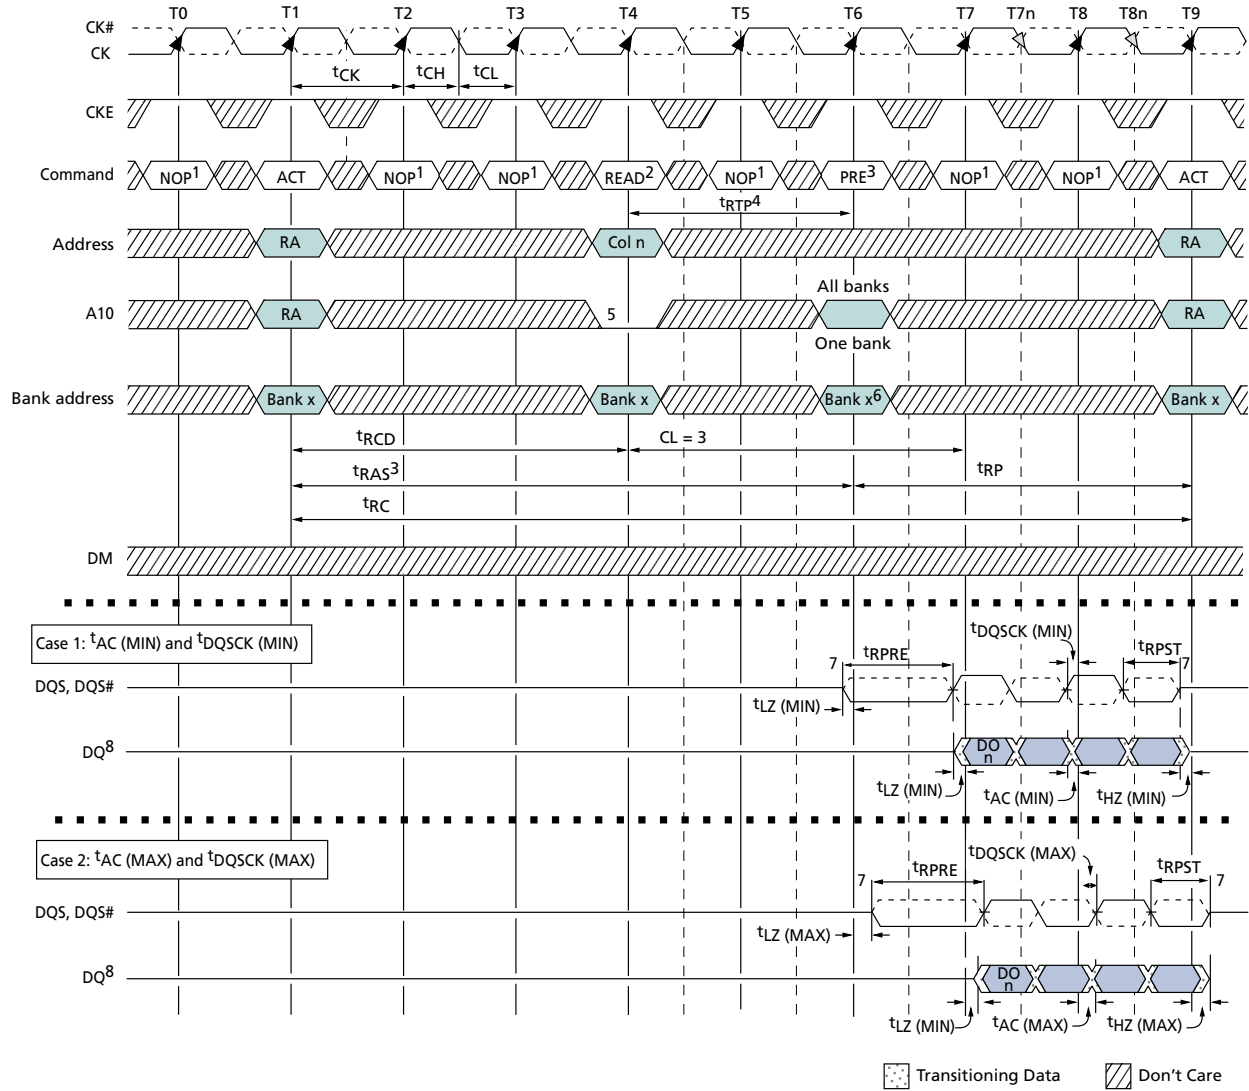 T0 T1 T2 T3 T4 T5 T6 T7 T7n T8 T8n T9
CK#
CK
tCK tCH tCL
CKE
Command NOP1 ACT NOP1 NOP1 READ2 NOP1 PRE3 NOP1 NOP1 ACT
tRTP4
Address RA Col n RA
All banks
A10 RA 5 RA
One bank
Bank address Bank x Bank x Bank x6 Bank x
tRCD CL = 3
tRAS3 tRP
tRC
DM
Case 1: tAC (MIN) and tDQSCK (MIN)
tDQSCK (MIN)
7 tRPRE tRPST 7
DQS, DQS#
tLZ (MIN)
DQ8 DO
n
tLZ (MIN) tAC (MIN) tHZ (MIN)
Case 2: tAC (MAX) and tDQSCK (MAX)
tDQSCK (MAX)
7 tRPRE tRPST 7
DQS, DQS#
tLZ (MAX)
DQ8 DO
n
tLZ (MIN) tAC (MAX) tHZ (MAX)
Transitioning Data Don't Care